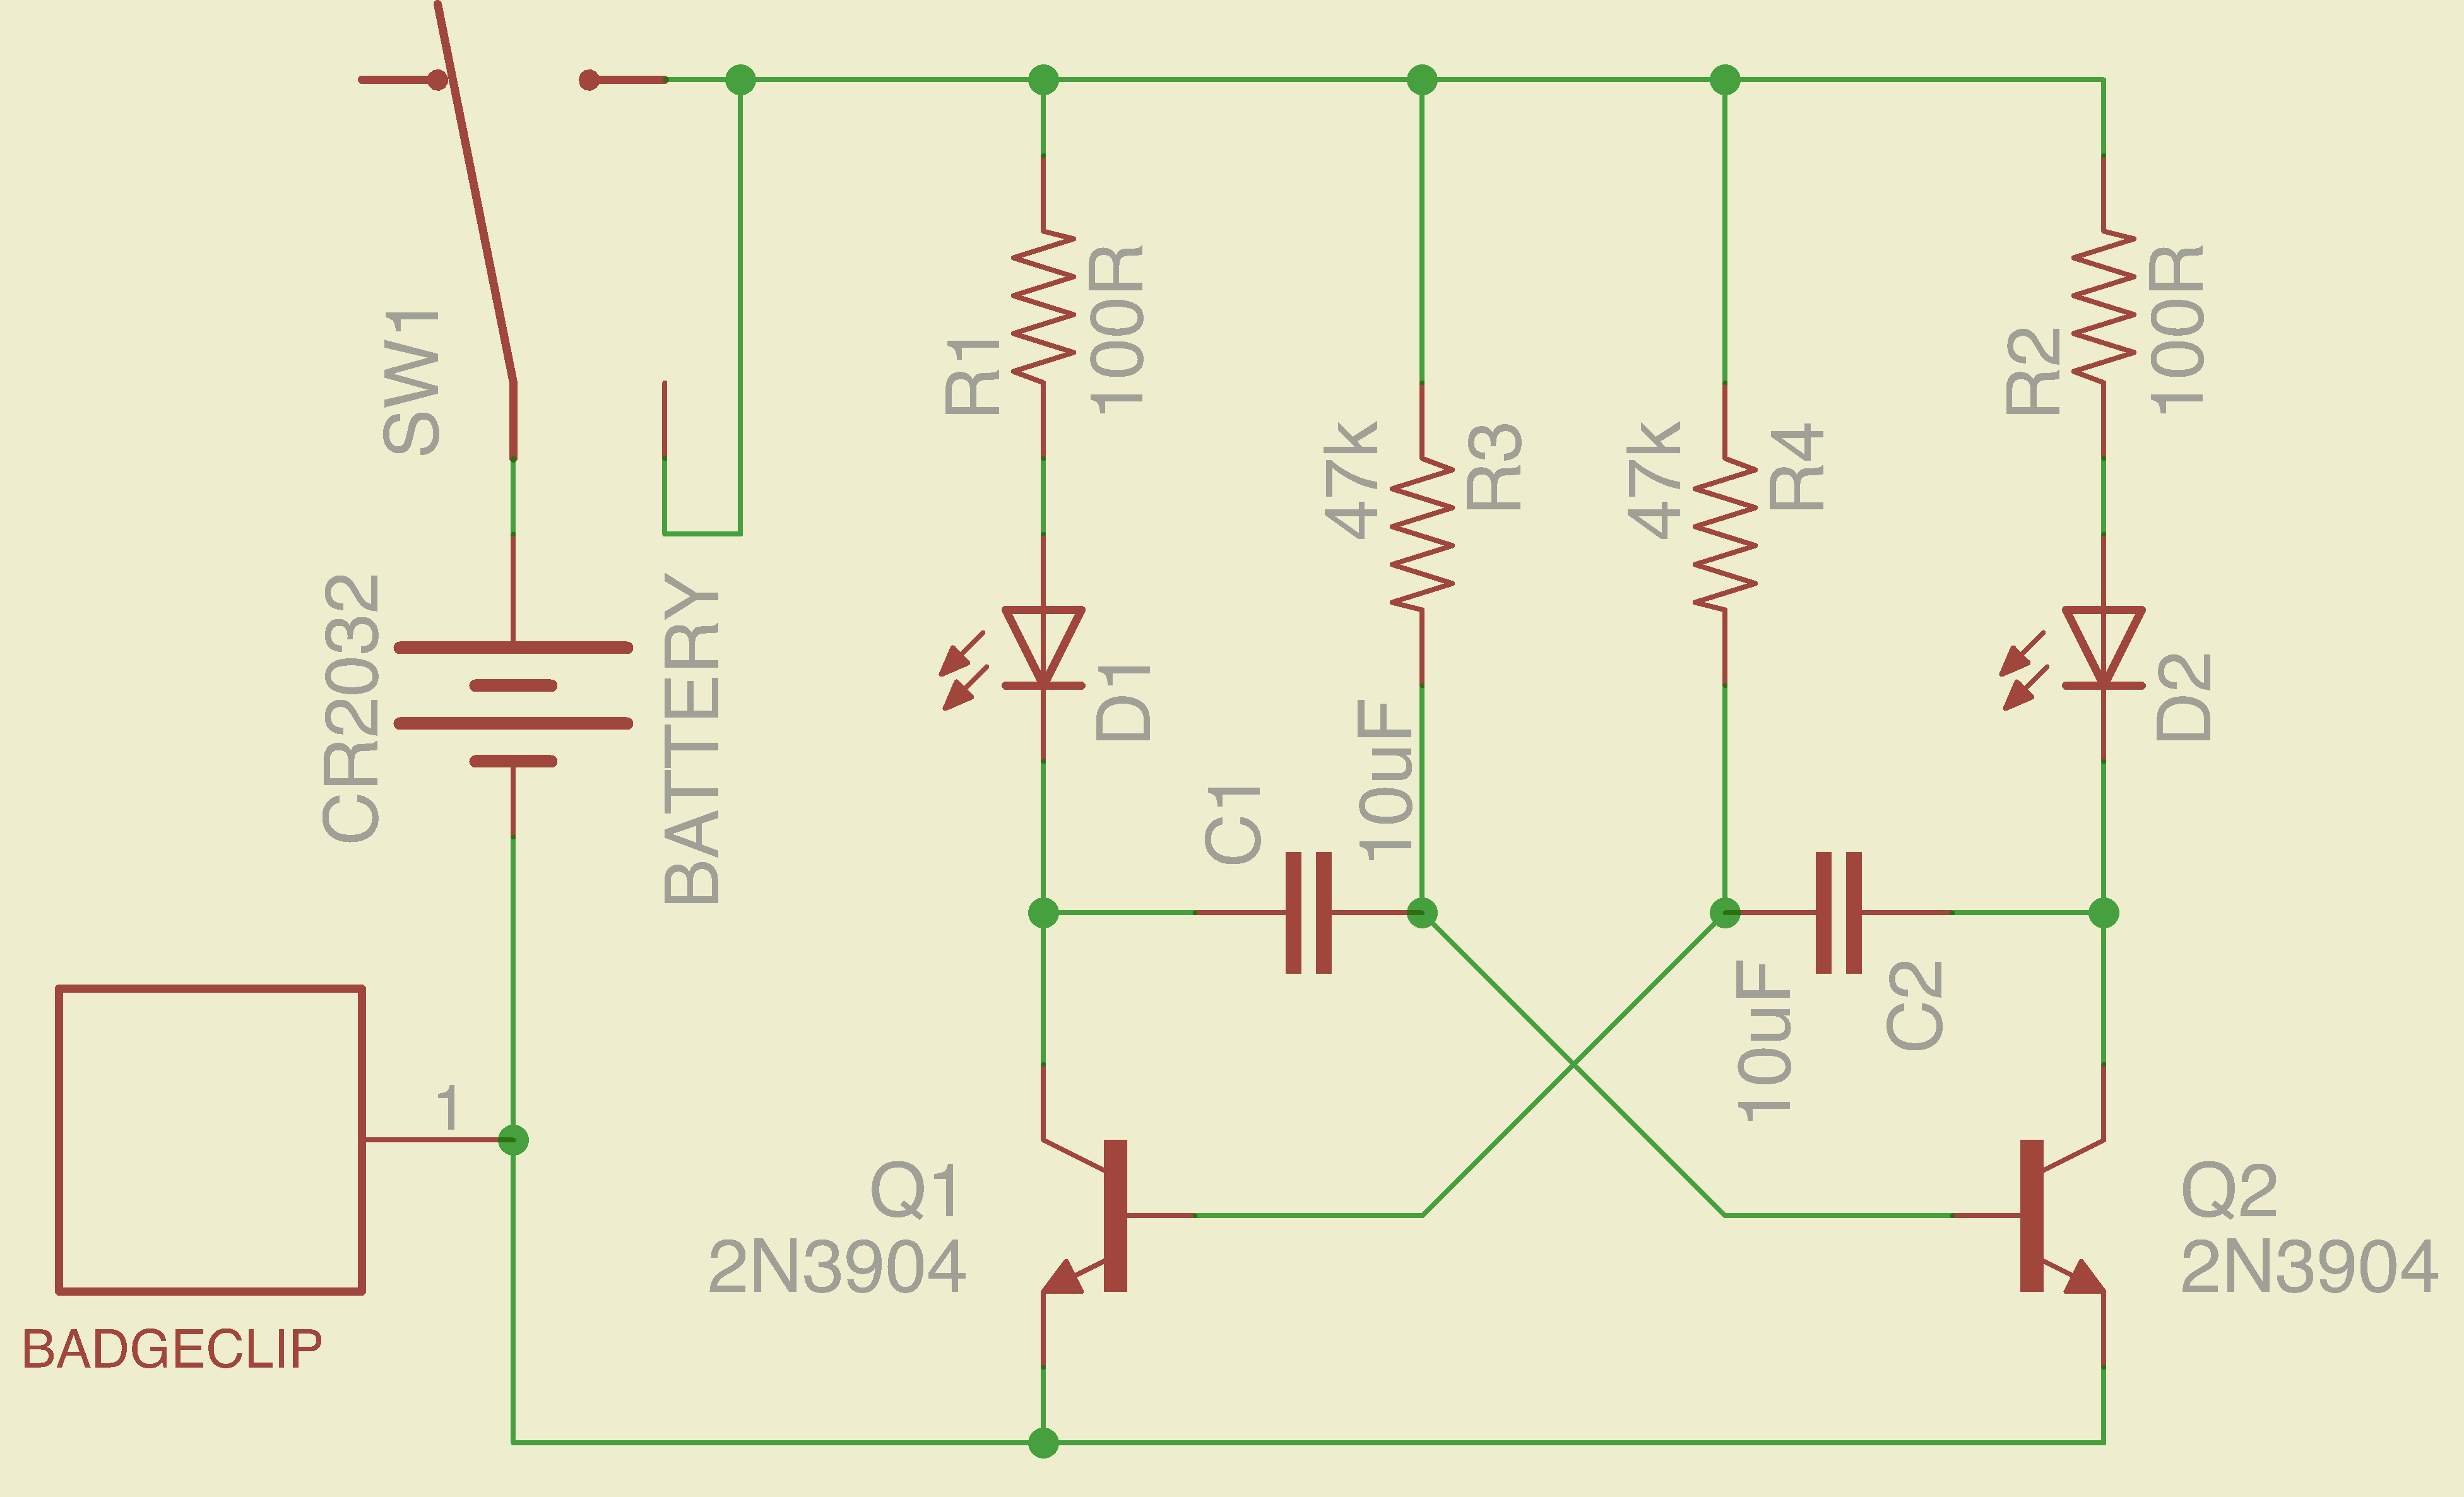 SW1
CR2032
BATTERY
R1
100R
47k
R3
47k
R4
R2
100R
D1
D2
C1
10uF
10uF
C2
1
Q1
2N3904
Q2
2N3904
BADGECLIP